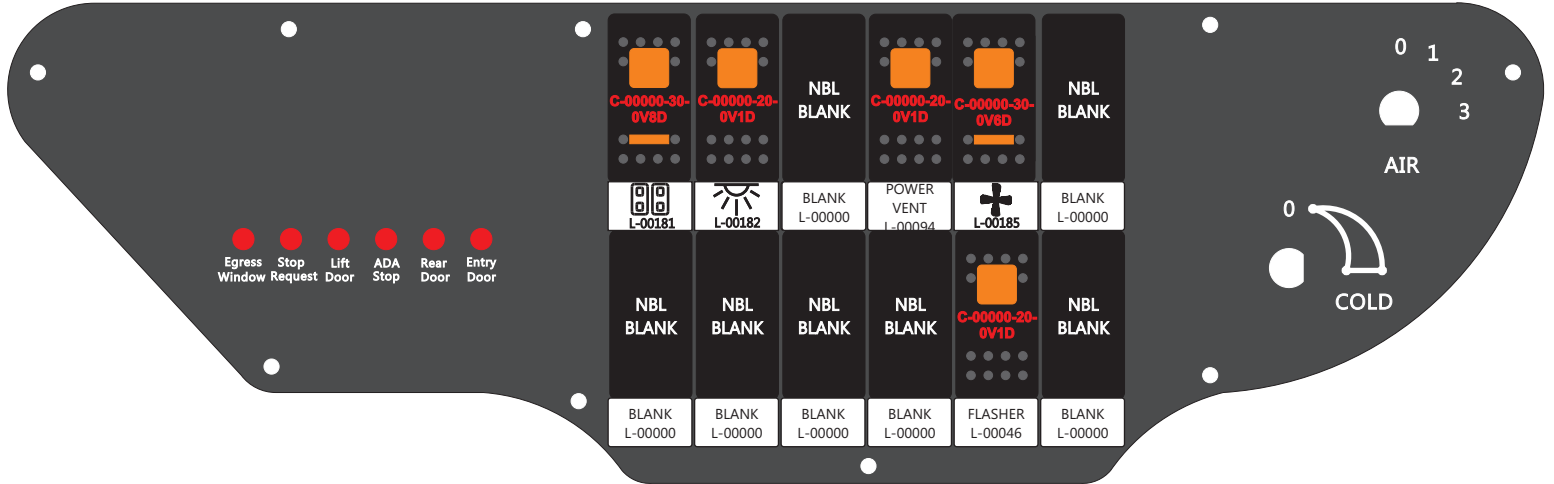 C-00000-30-
0V8D
C-00000-20-
0V1D
NBL
BLANK
C-00000-20-
0V1D
C-00000-30-
0V6D
NBL
BLANK
L-00181
L-00182
BLANK
L-00000
POWER
VENT
L-00094
L-00185
BLANK
L-00000
0
1
2
3
AIR
0
COLD
Egress
Window
Stop
Request
Lift
Door
ADA
Stop
Rear
Door
Entry
Door
NBL
BLANK
NBL
BLANK
NBL
BLANK
NBL
BLANK
C-00000-20-
0V1D
NBL
BLANK
BLANK
L-00000
BLANK
L-00000
BLANK
L-00000
BLANK
L-00000
FLASHER
L-00046
BLANK
L-00000